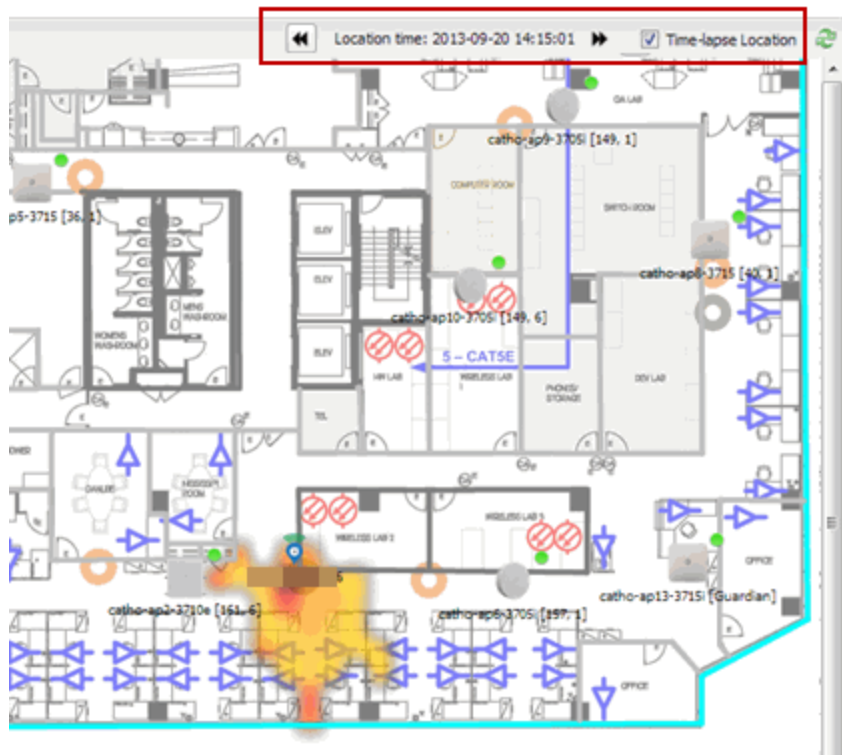 Location time: 2013-09-20 14:15:01
Time-lapse Location
QA LAB
catho-ap9-3705i [149, 1]
COMPUTER ROOM
SWITCH ROOM
p5-3715 [36, 1]
ELEV
catho-ap8-3715 [40, 1]
ELEV
MENS
WASHROOM
WOMENS
WASHROOM
catho-ap10-3705i [149, 6]
ELEV
5 – CAT5E
HW LAB
WIRELESS LAB
1
PHONES/
STORAGE
DEV LAB
TEL
OWER
ROOM
WIRELESS LAB 2
WIRELESS LAB 3
OFFICE
6
catho-ap2-3710e [161, 6]
catho-ap6-3705i [157, 1]
catho-ap13-3715i [Guardian]
OFFICE